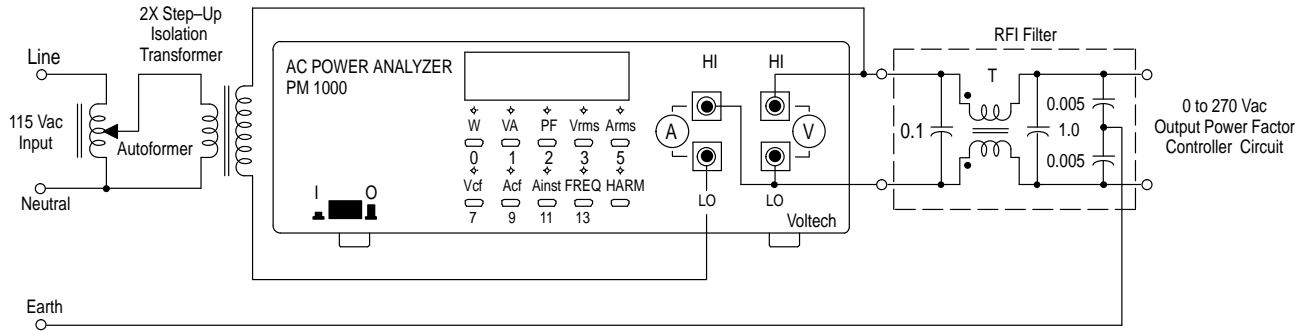 2X Step–Up
Isolation
Transformer
Line
115 Vac
Input
Autoformer
Neutral
Earth
AC POWER ANALYZER
PM 1000
W VA PF Vrms Arms
0 1 2 3 5
Vcf Acf Ainst FREQ HARM
7 9 11 13
I O
HI HI
A V
LO LO
Voltech
RFI Filter
T
0.1
1.0
0.005
0.005
0 to 270 Vac
Output Power Factor
Controller Circuit